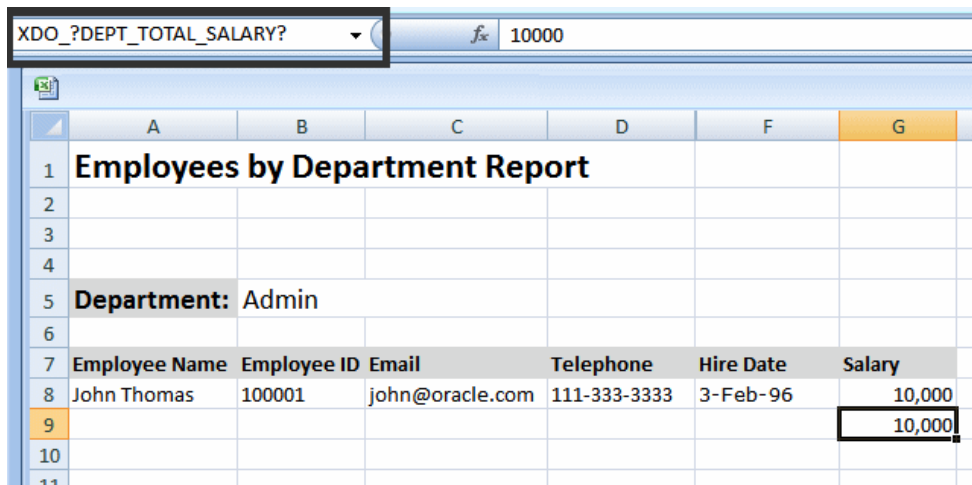 XDO_?DEPT_TOTAL_SALARY? fx 10000
A B C D F G
1 Employees by Department Report
2
3
4
5 Department: Admin
6
7 Employee Name Employee ID Email Telephone Hire Date Salary
8 John Thomas 100001 john@oracle.com 111-333-3333 3-Feb-96 10,000
9 10,000
10
11